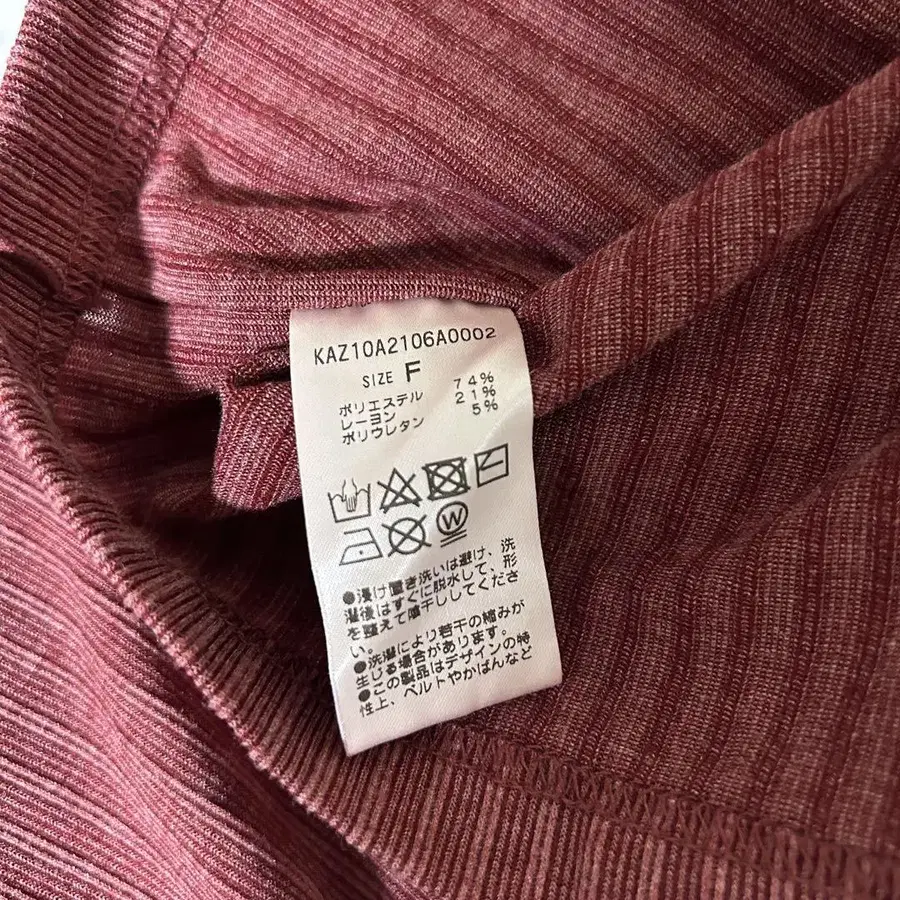 KAZ10A2106A0002
SIZE F
ポリエステル 74%
レーヨン 21%
ポリウレタン 5%
W
●浸け置き洗いは避け、洗
濯後はすぐに脱水して、形
を整えて陰干ししてくださ
い。
●洗濯により若干の縮みが
生じる場合があります。
●この製品はデザインの特
性上、ベルトやかばんなど